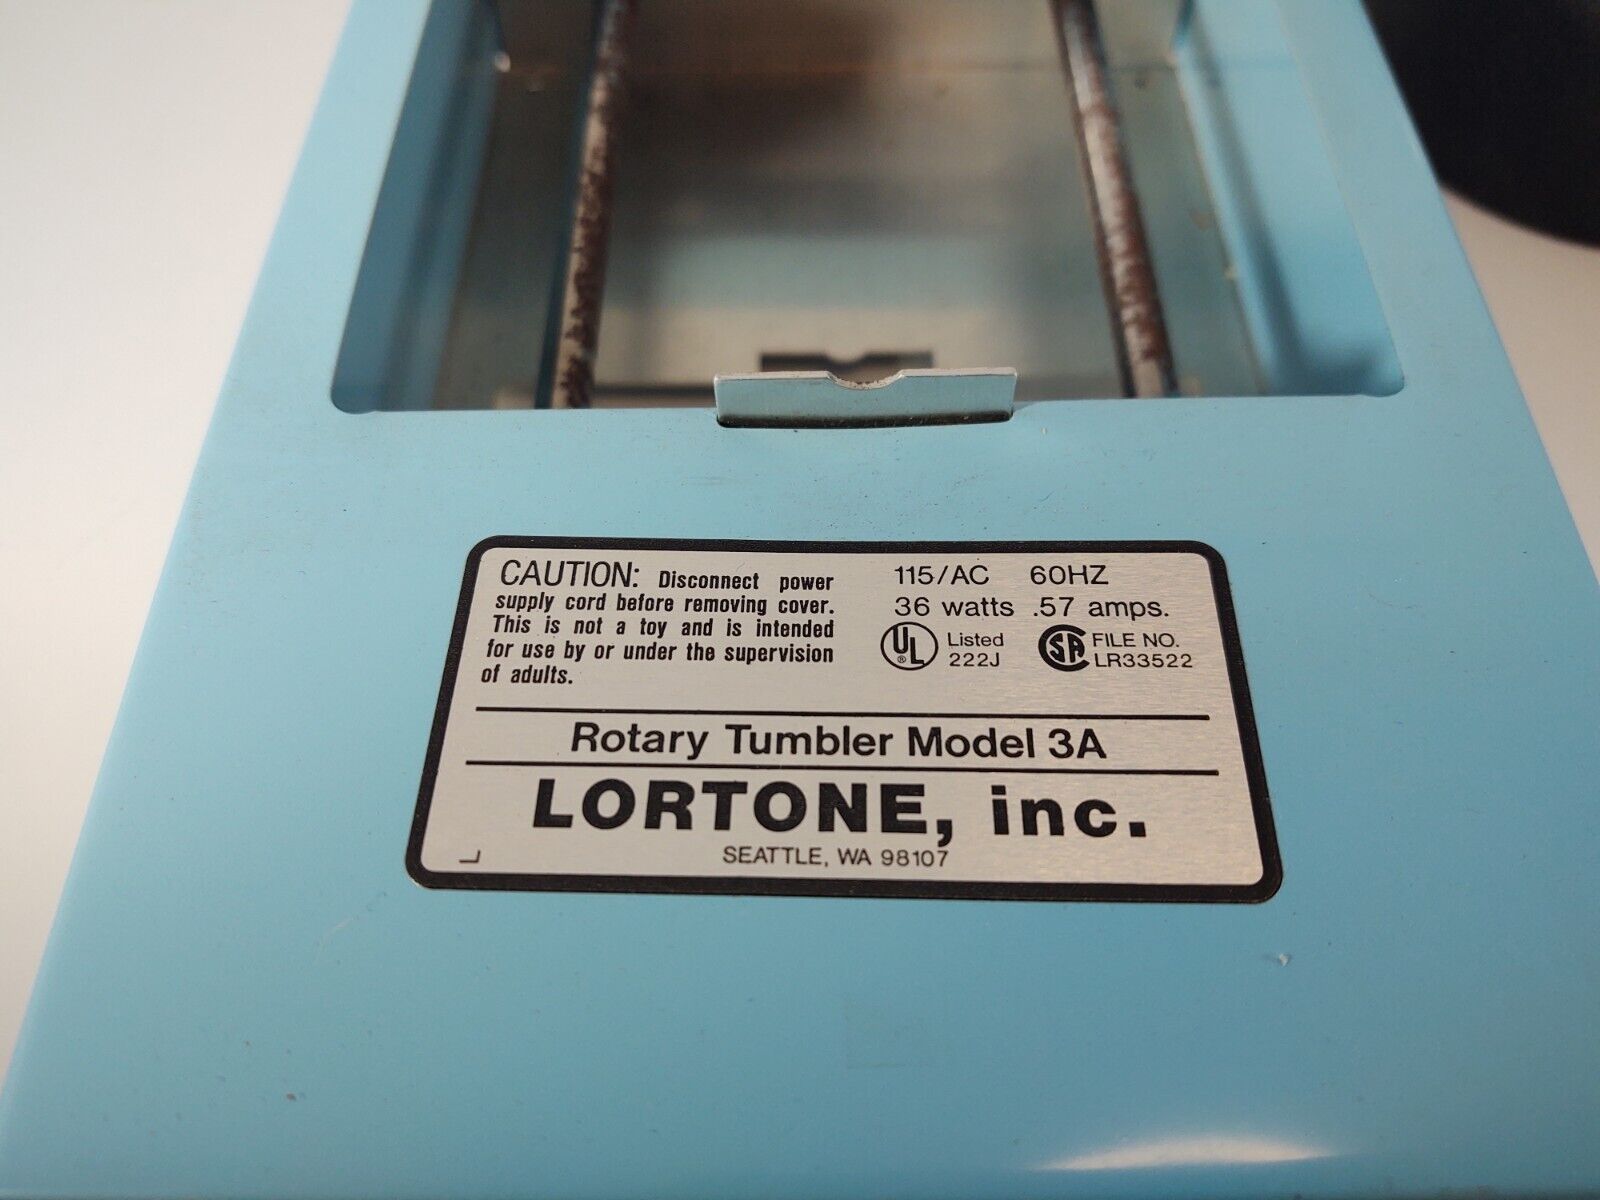 CAUTION: Disconnect power
supply cord before removing cover.
This is not a toy and is intended
for use by or under the supervision
of adults.
115/AC 60HZ
36 watts .57 amps.
UL ® Listed
222J
SA FILE NO.
LR33522
Rotary Tumbler Model 3A
LORTONE, inc.
SEATTLE, WA 98107